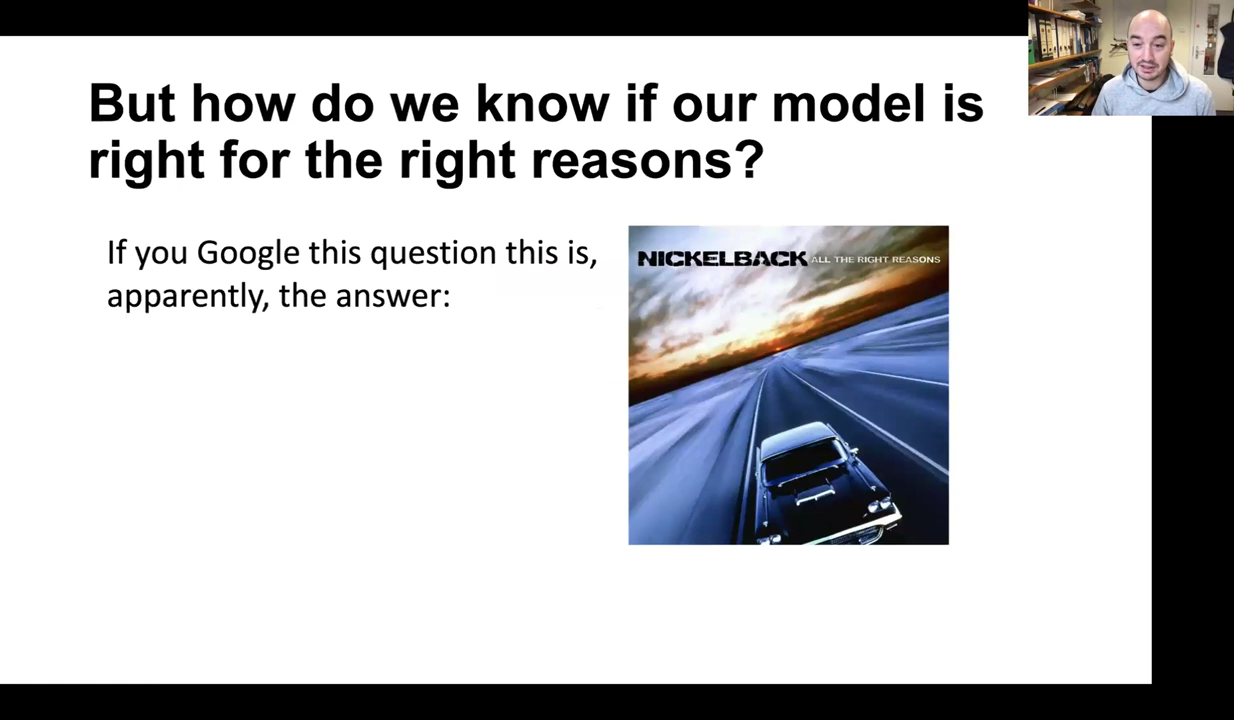 But how do we know if our model is
right for the right reasons?
If you Google this question this is,
apparently, the answer:
NICKELBACK ALL THE RIGHT REASONS